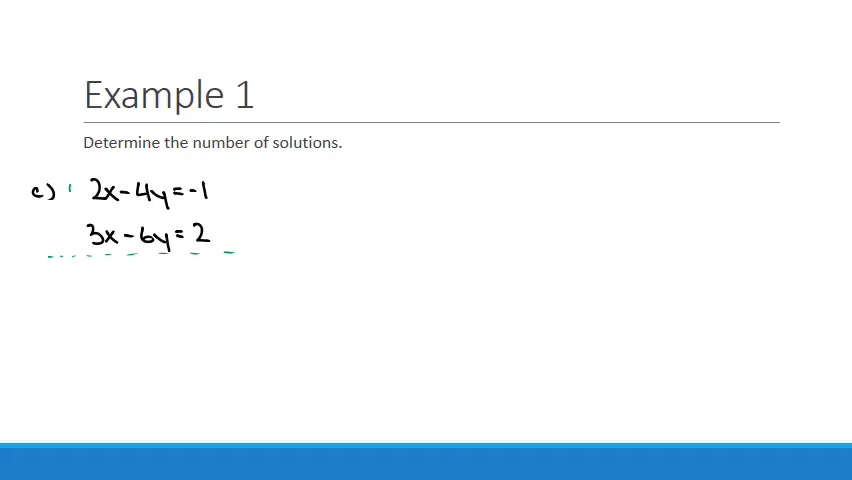 Example 1
Determine the number of solutions.
c) 2x-4y=-1
3x-6y=2